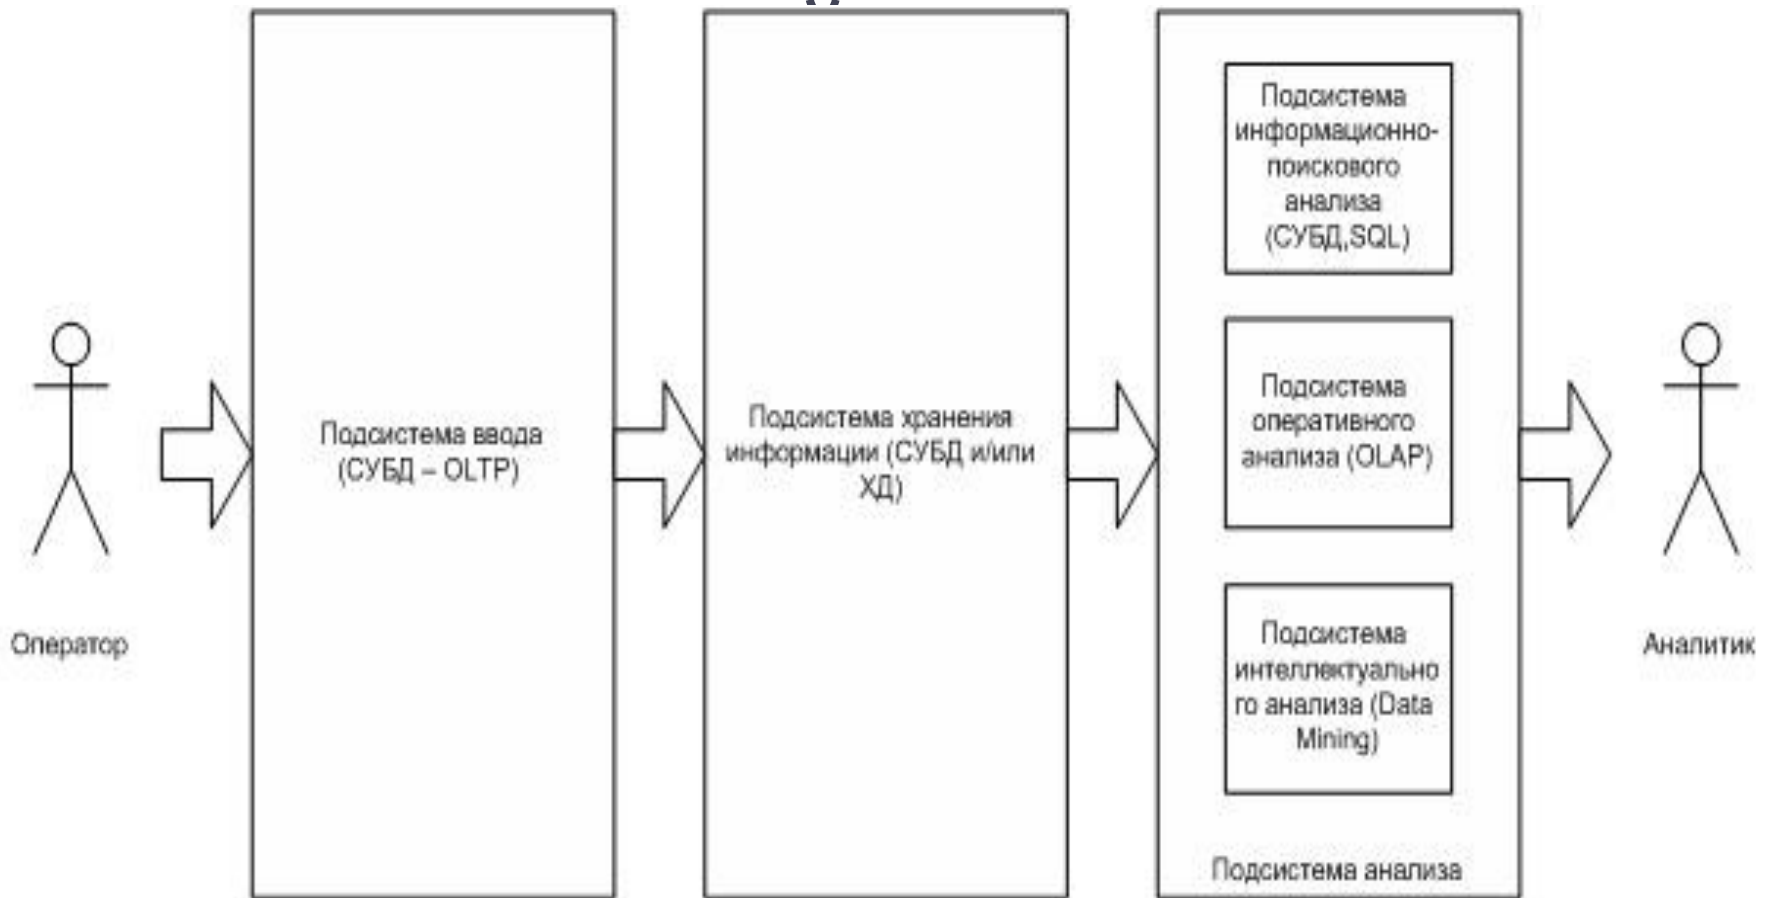 Оператор
Подсистема ввода
(СУБД – OLTP)
Подсистема хранения
информации (СУБД и/или
ХД)
Подсистема
информационно-
поискового
анализа
(СУБД,SQL)
Подсистема
оперативного
анализа (OLAP)
Подсистема
интеллектуально
го анализа (Data
Mining)
Подсистема анализа
Аналитик